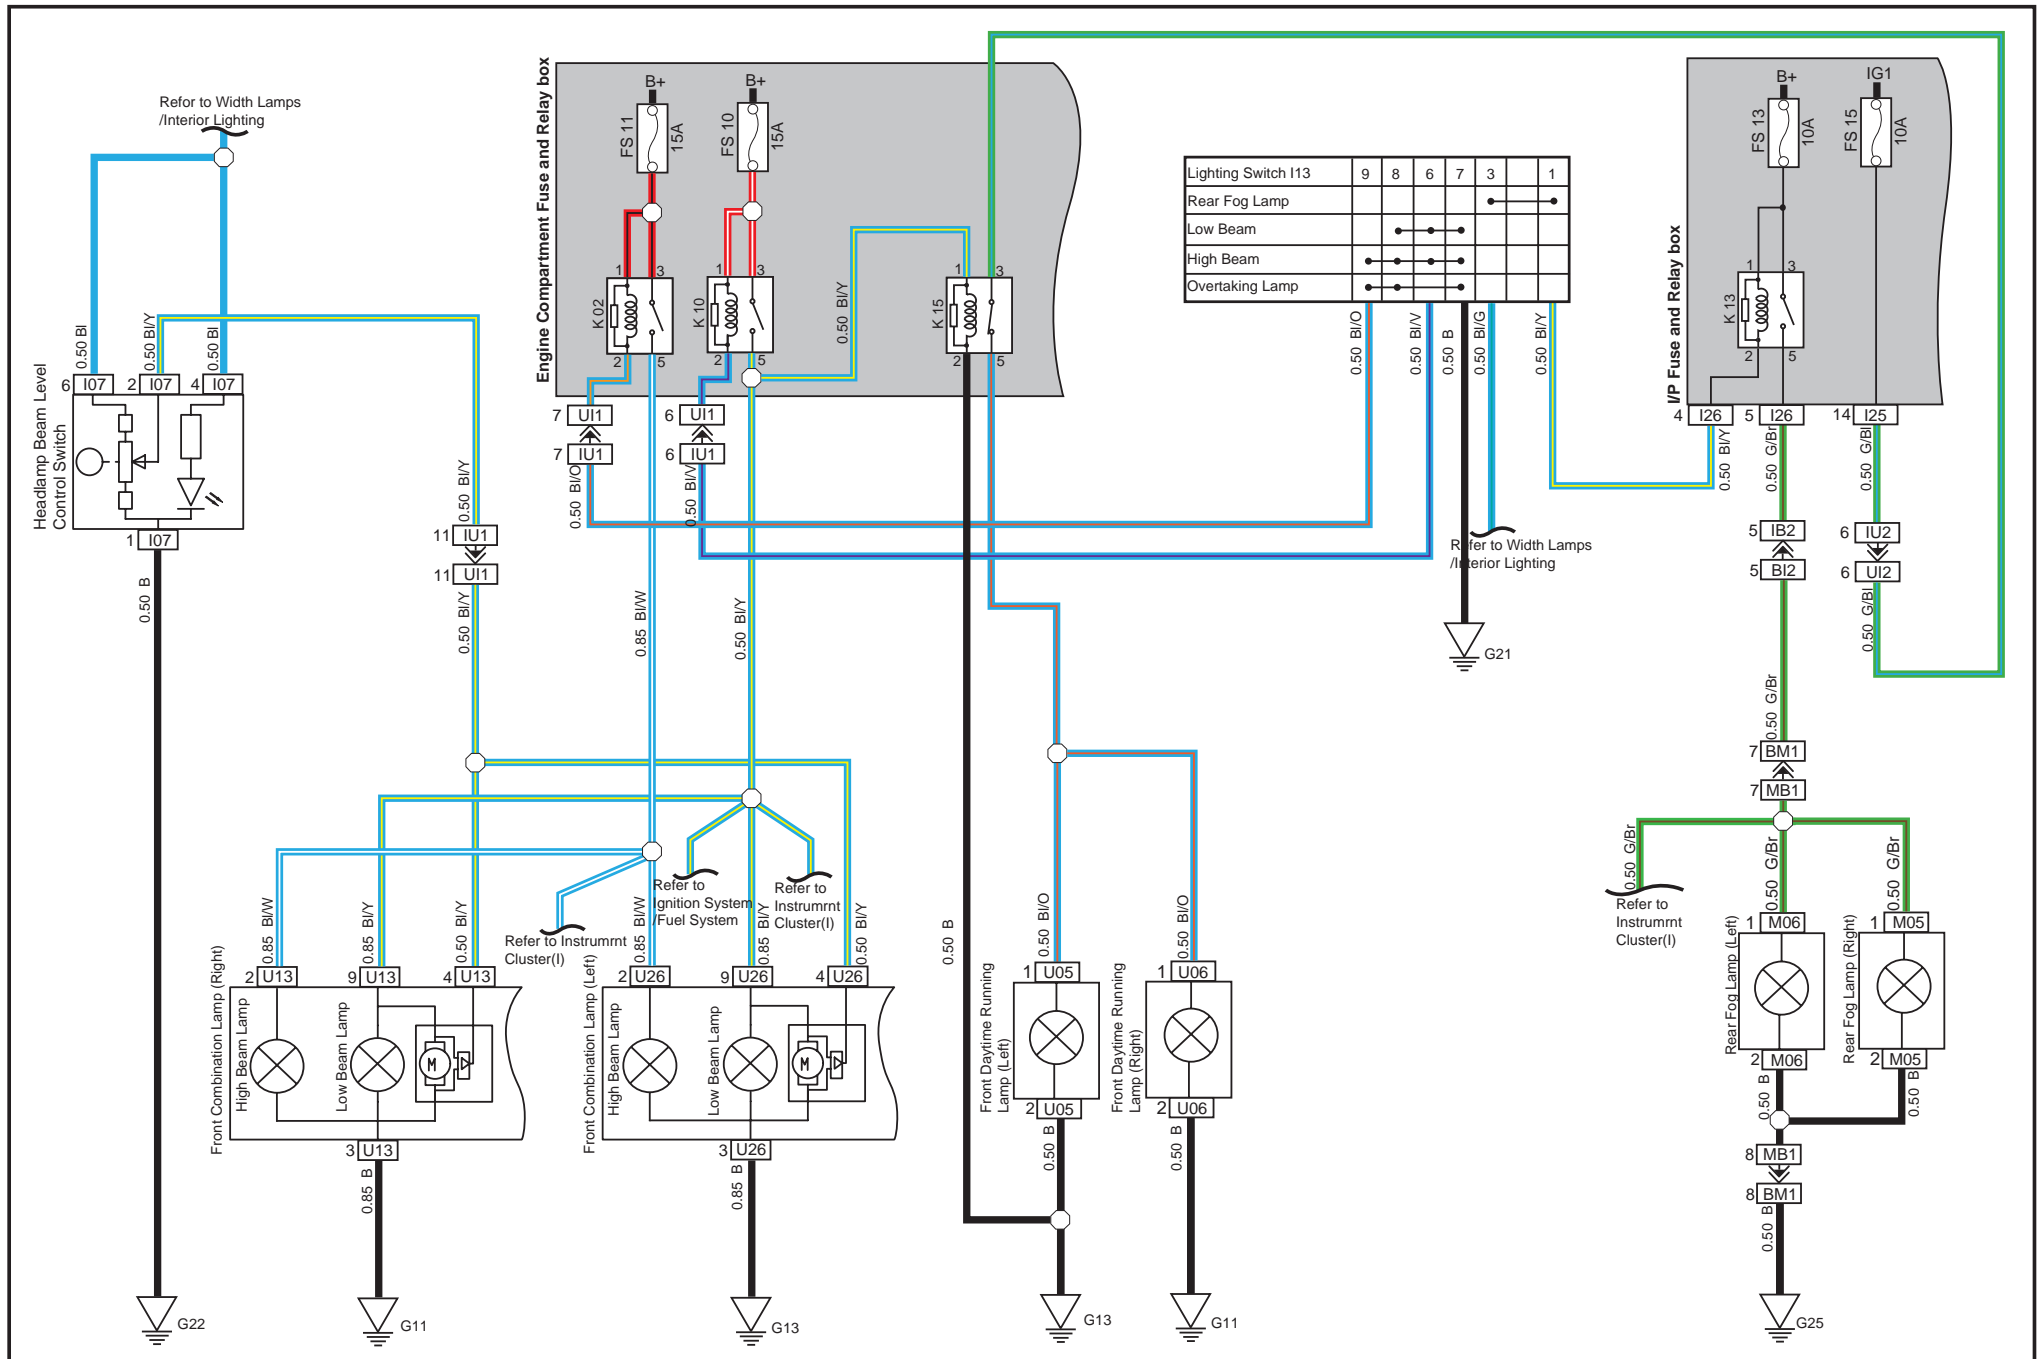 Refor to Width Lamps
/Interior Lighting
Engine Compartment Fuse and Relay box
B+
FS 11
15A
B+
FS 10
15A
I/P Fuse and Relay box
B+
FS 13
10A
IG1
FS 15
10A
Lighting Switch I13 9 8 6 7 3 1
Rear Fog Lamp
Low Beam
High Beam
Overtaking Lamp
1 3
K 02
2 5
1 3
K 10
2 5
0.50 Bl/Y
1 3
K 15
2 5
1 3
K 13
2 5
0.50 Bl/O
0.50 Bl/V
0.50 B
0.50 Bl/G
0.50 Bl/Y
0.50 Bl
0.50 Bl/Y
0.50 Bl
6 I07
2 I07
4 I07
Headlamp Beam Level
Control Switch
1 I07
0.50 B
7 UI1
7 IU1
6 UI1
6 IU1
0.50 Bl/O
0.50 Bl/V
4 I26
5 I26
14 I25
0.50 Bl/Y
0.50 G/Br
0.50 G/Bl
0.50 Bl/Y
11 IU1
11 UI1
0.50 Bl/Y
0.85 Bl/W
0.50 Bl/Y
Refer to Width Lamps
/Interior Lighting
G21
5 IB2
5 BI2
6 IU2
6 UI2
0.50 G/Bl
0.50 G/Br
7 BM1
7 MB1
0.50 G/Br
0.50 G/Br
0.50 G/Br
Refer to
Instrumrnt
Cluster(I)
Refer to
Ignition System
/Fuel System
Refer to
Instrumrnt
Cluster(I)
Refer to Instrumrnt
Cluster(I)
0.85 Bl/W
0.85 Bl/Y
0.50 Bl/Y
0.85 Bl/W
0.85 Bl/Y
0.50 Bl/Y
0.50 B
0.50 Bl/O
0.50 Bl/O
2 U13
9 U13
4 U13
2 U26
9 U26
4 U26
1 U05
1 U06
1 M06
1 M05
Front Combination Lamp (Right)
High Beam Lamp
Low Beam Lamp
M
Front Combination Lamp (Left)
High Beam Lamp
Low Beam Lamp
M
Front Daytime Running
Lamp (Left)
Front Daytime Running
Lamp (Right)
Rear Fog Lamp (Left)
Rear Fog Lamp (Right)
3 U13
3 U26
2 U05
2 U06
2 M06
2 M05
0.85 B
0.85 B
0.50 B
0.50 B
0.50 B
0.50 B
8 MB1
8 BM1
0.50 B
G22
G11
G13
G13
G11
G25